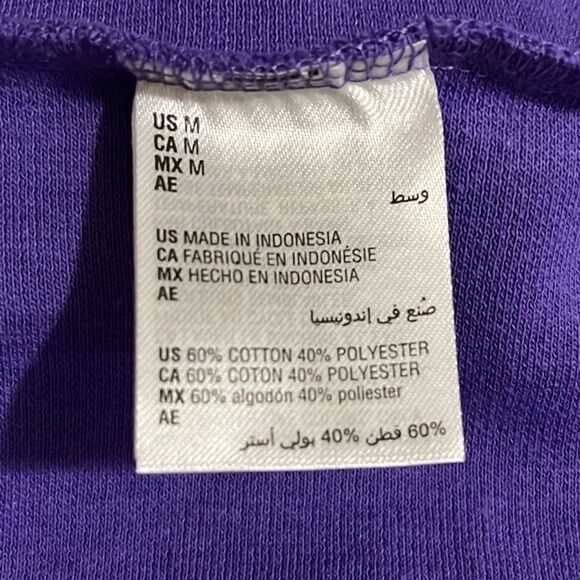 US M
CA M
MX M
AE
وسط
US MADE IN INDONESIA
CA FABRIQUÉ EN INDONÉSIE
MX HECHO EN INDONESIA
AE
صُنع في إندونيسيا
US 60% COTTON 40% POLYESTER
CA 60% COTON 40% POLYESTER
MX 60% algodón 40% poliester
AE
60% قطن 40% بولي أستر